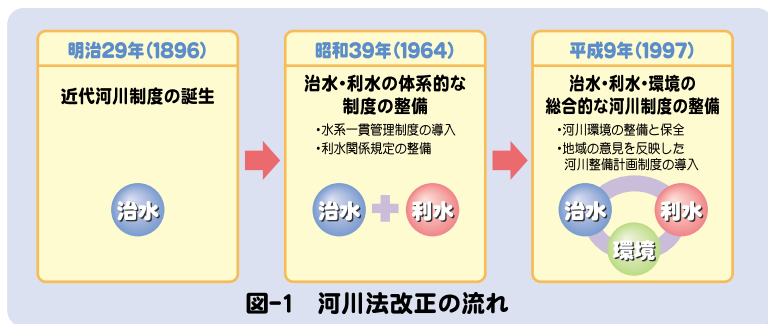 明治29年(1896)
近代河川制度の誕生
治水
昭和39年(1964)
治水・利水の体系的な
制度の整備
・水系一貫管理制度の導入
・利水関係規定の整備
治水
利水
平成9年(1997)
治水・利水・環境の
総合的な河川制度の整備
・河川環境の整備と保全
・地域の意見を反映した
河川整備計画制度の導入
治水
利水
環境
図-1 河川法改正の流れ